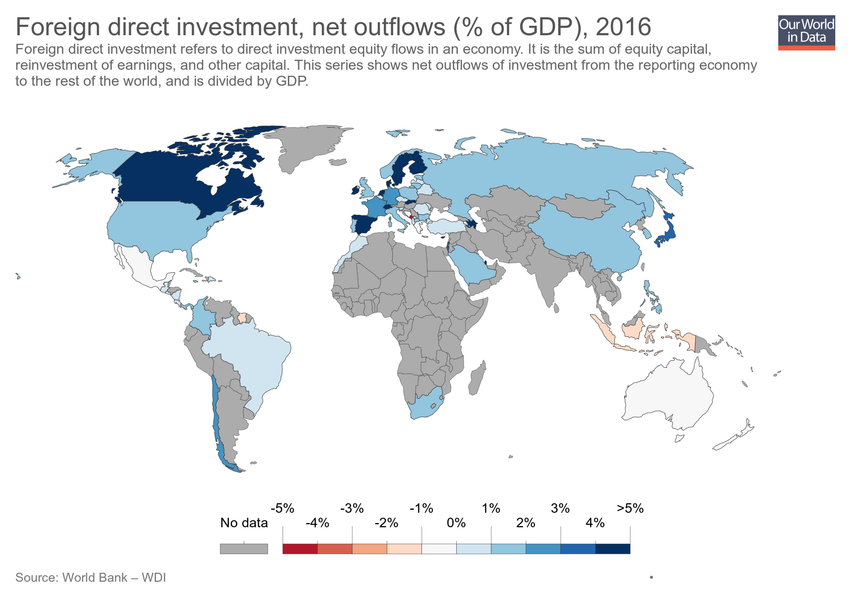 Foreign direct investment, net outflows (% of GDP), 2016
Our World
in Data
Foreign direct investment refers to direct investment equity flows in an economy. It is the sum of equity capital,
reinvestment of earnings, and other capital. This series shows net outflows of investment from the reporting economy
to the rest of the world, and is divided by GDP.
-5% -3% -1% 1% 3% >5%
No data -4% -2% 0% 2% 4%
Source: World Bank – WDI